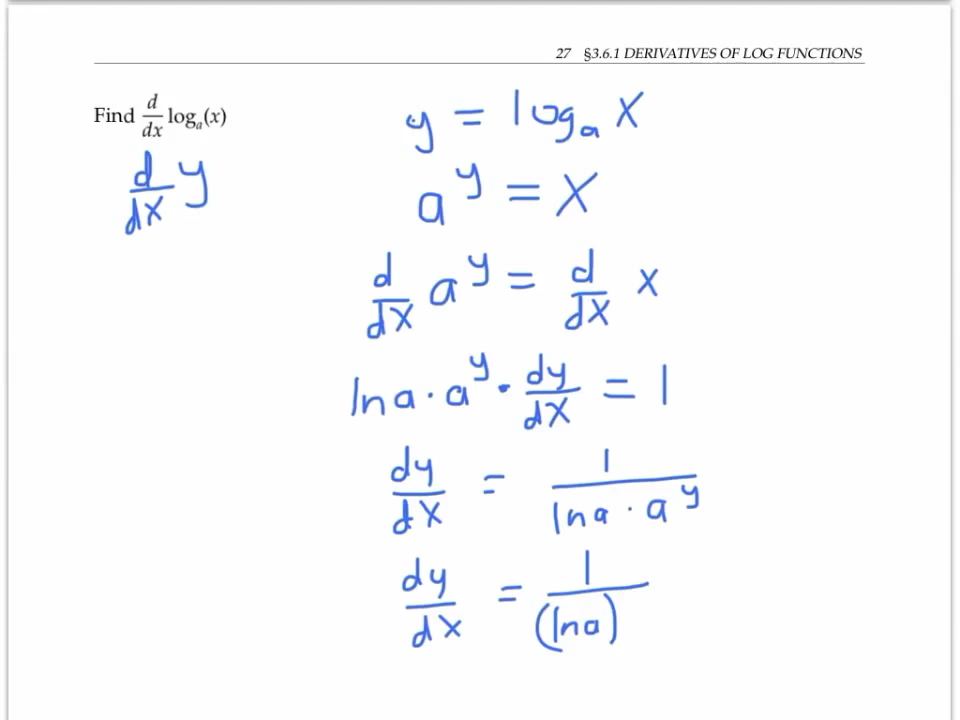 27 §3.6.1 DERIVATIVES OF LOG FUNCTIONS
Find d/dx logₐ(x)
d/dx y
y = logₐ x
a^y = x
d/dx a^y = d/dx x
ln a · a^y · dy/dx = 1
dy/dx = 1/(ln a · a^y)
dy/dx = 1/(ln a)